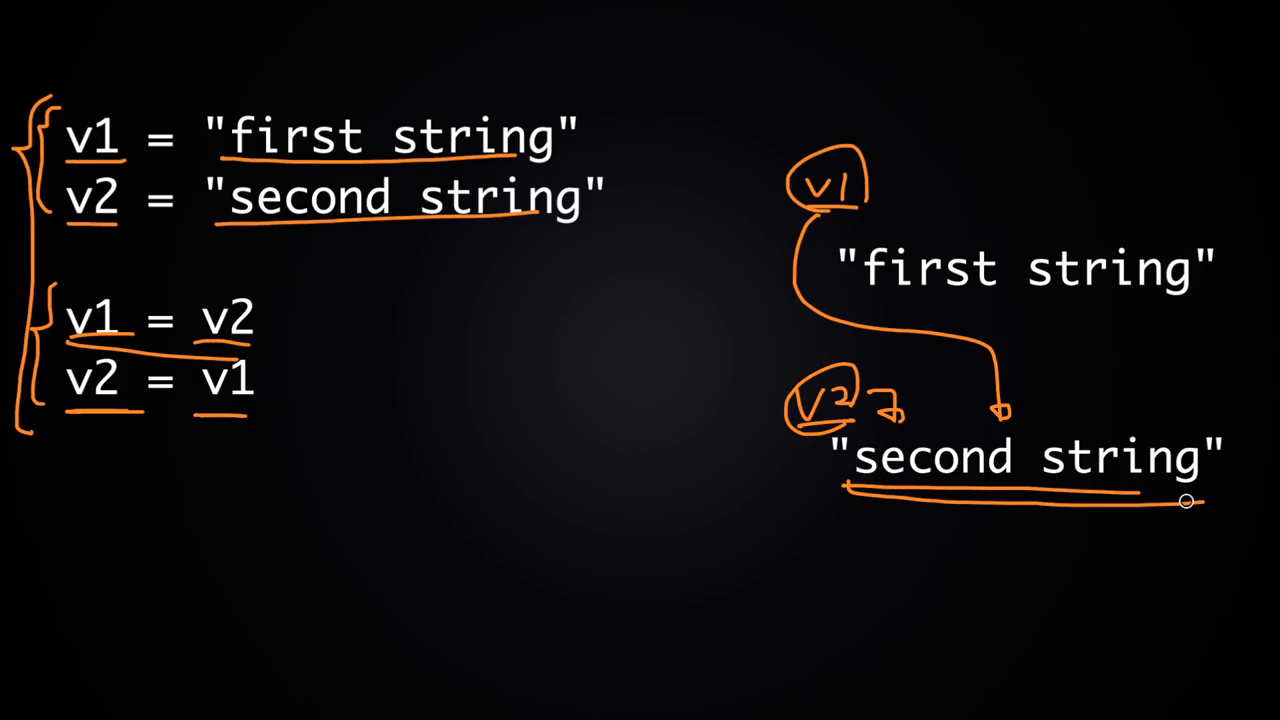 v1 = "first string"
v2 = "second string"
v1 = v2
v2 = v1
v1
"first string"
v2
"second string"